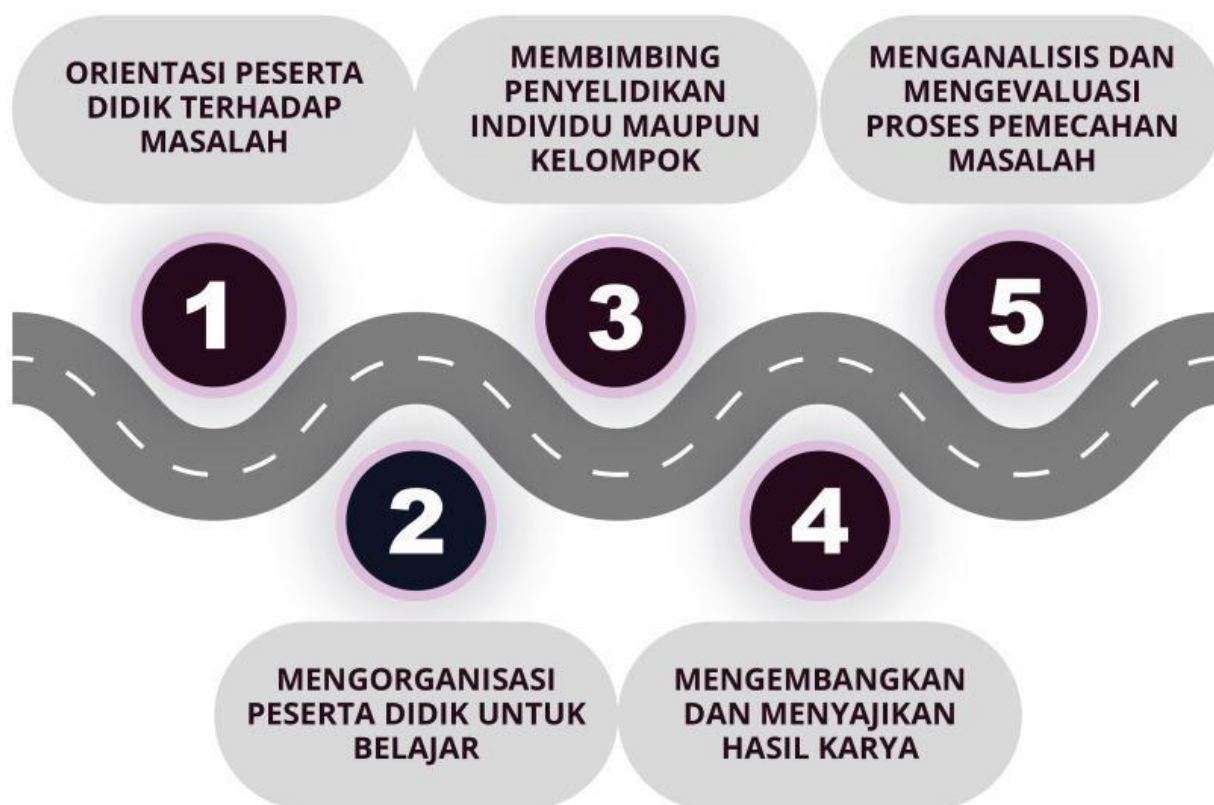 ORIENTASI PESERTA
DIDIK TERHADAP
MASALAH
1
2
MENGORGANISASI
PESERTA DIDIK UNTUK
BELAJAR
MEMBIMBING
PENYELIDIKAN
INDIVIDU MAUPUN
KELOMPOK
3
4
MENGEMBANGKAN
DAN MENYAJIKAN
HASIL KARYA
MENGANALISIS DAN
MENGEVALUASI
PROSES PEMECAHAN
MASALAH
5